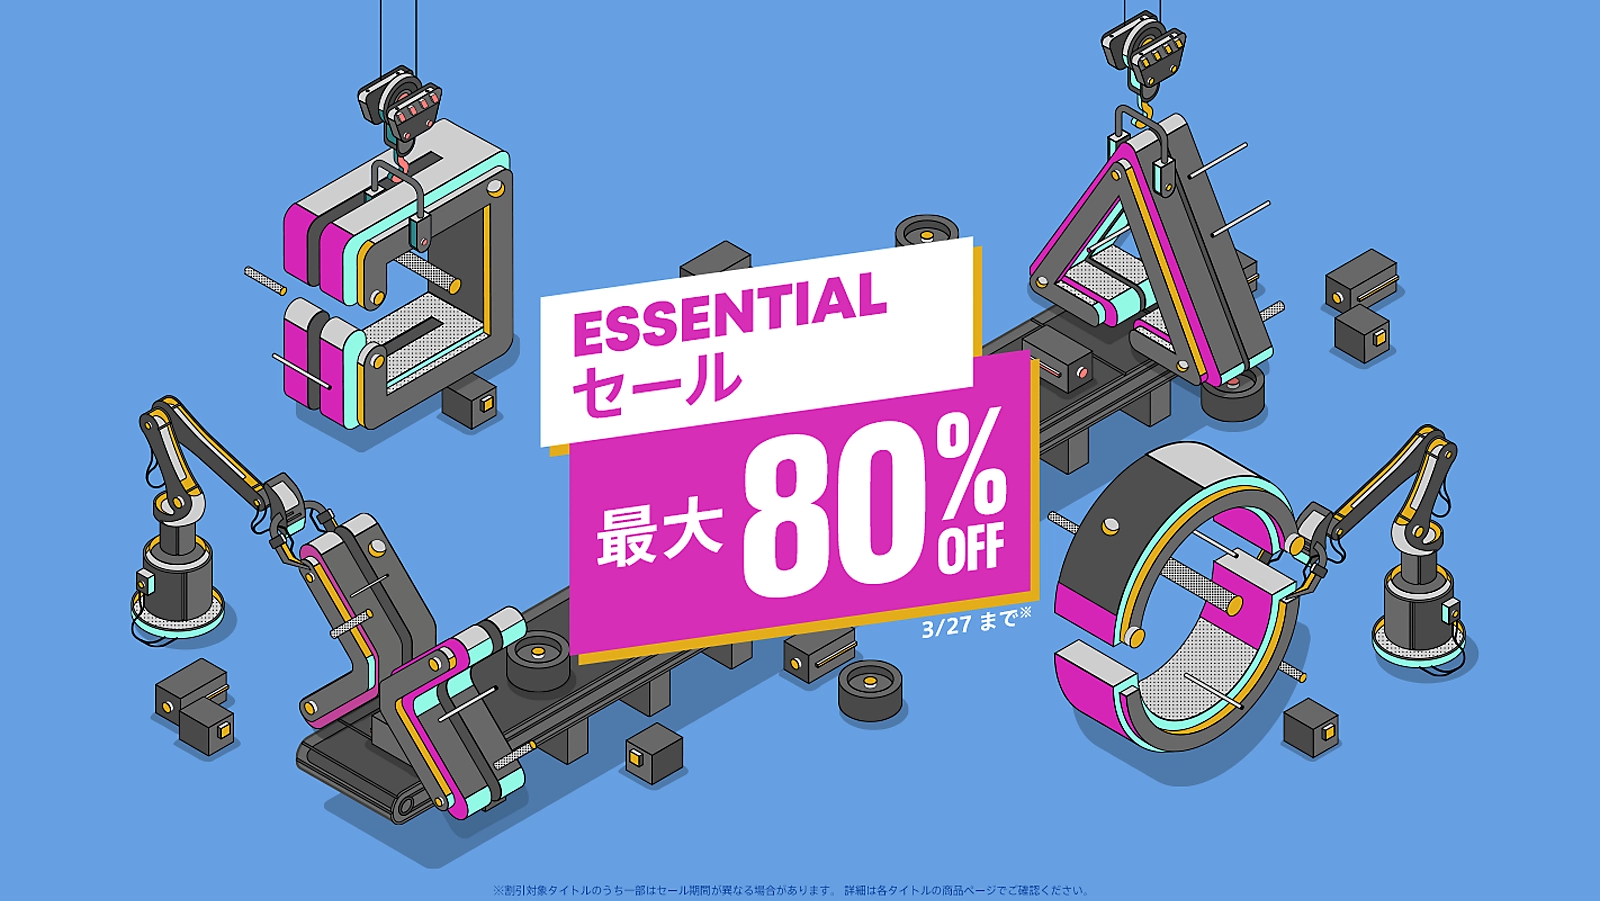 ESSENTIAL
セール
最大80%
OFF
3/27 まで※
※割引対象タイトルのうち一部はセール期間が異なる場合があります。 詳細は各タイトルの商品ページでご確認ください。